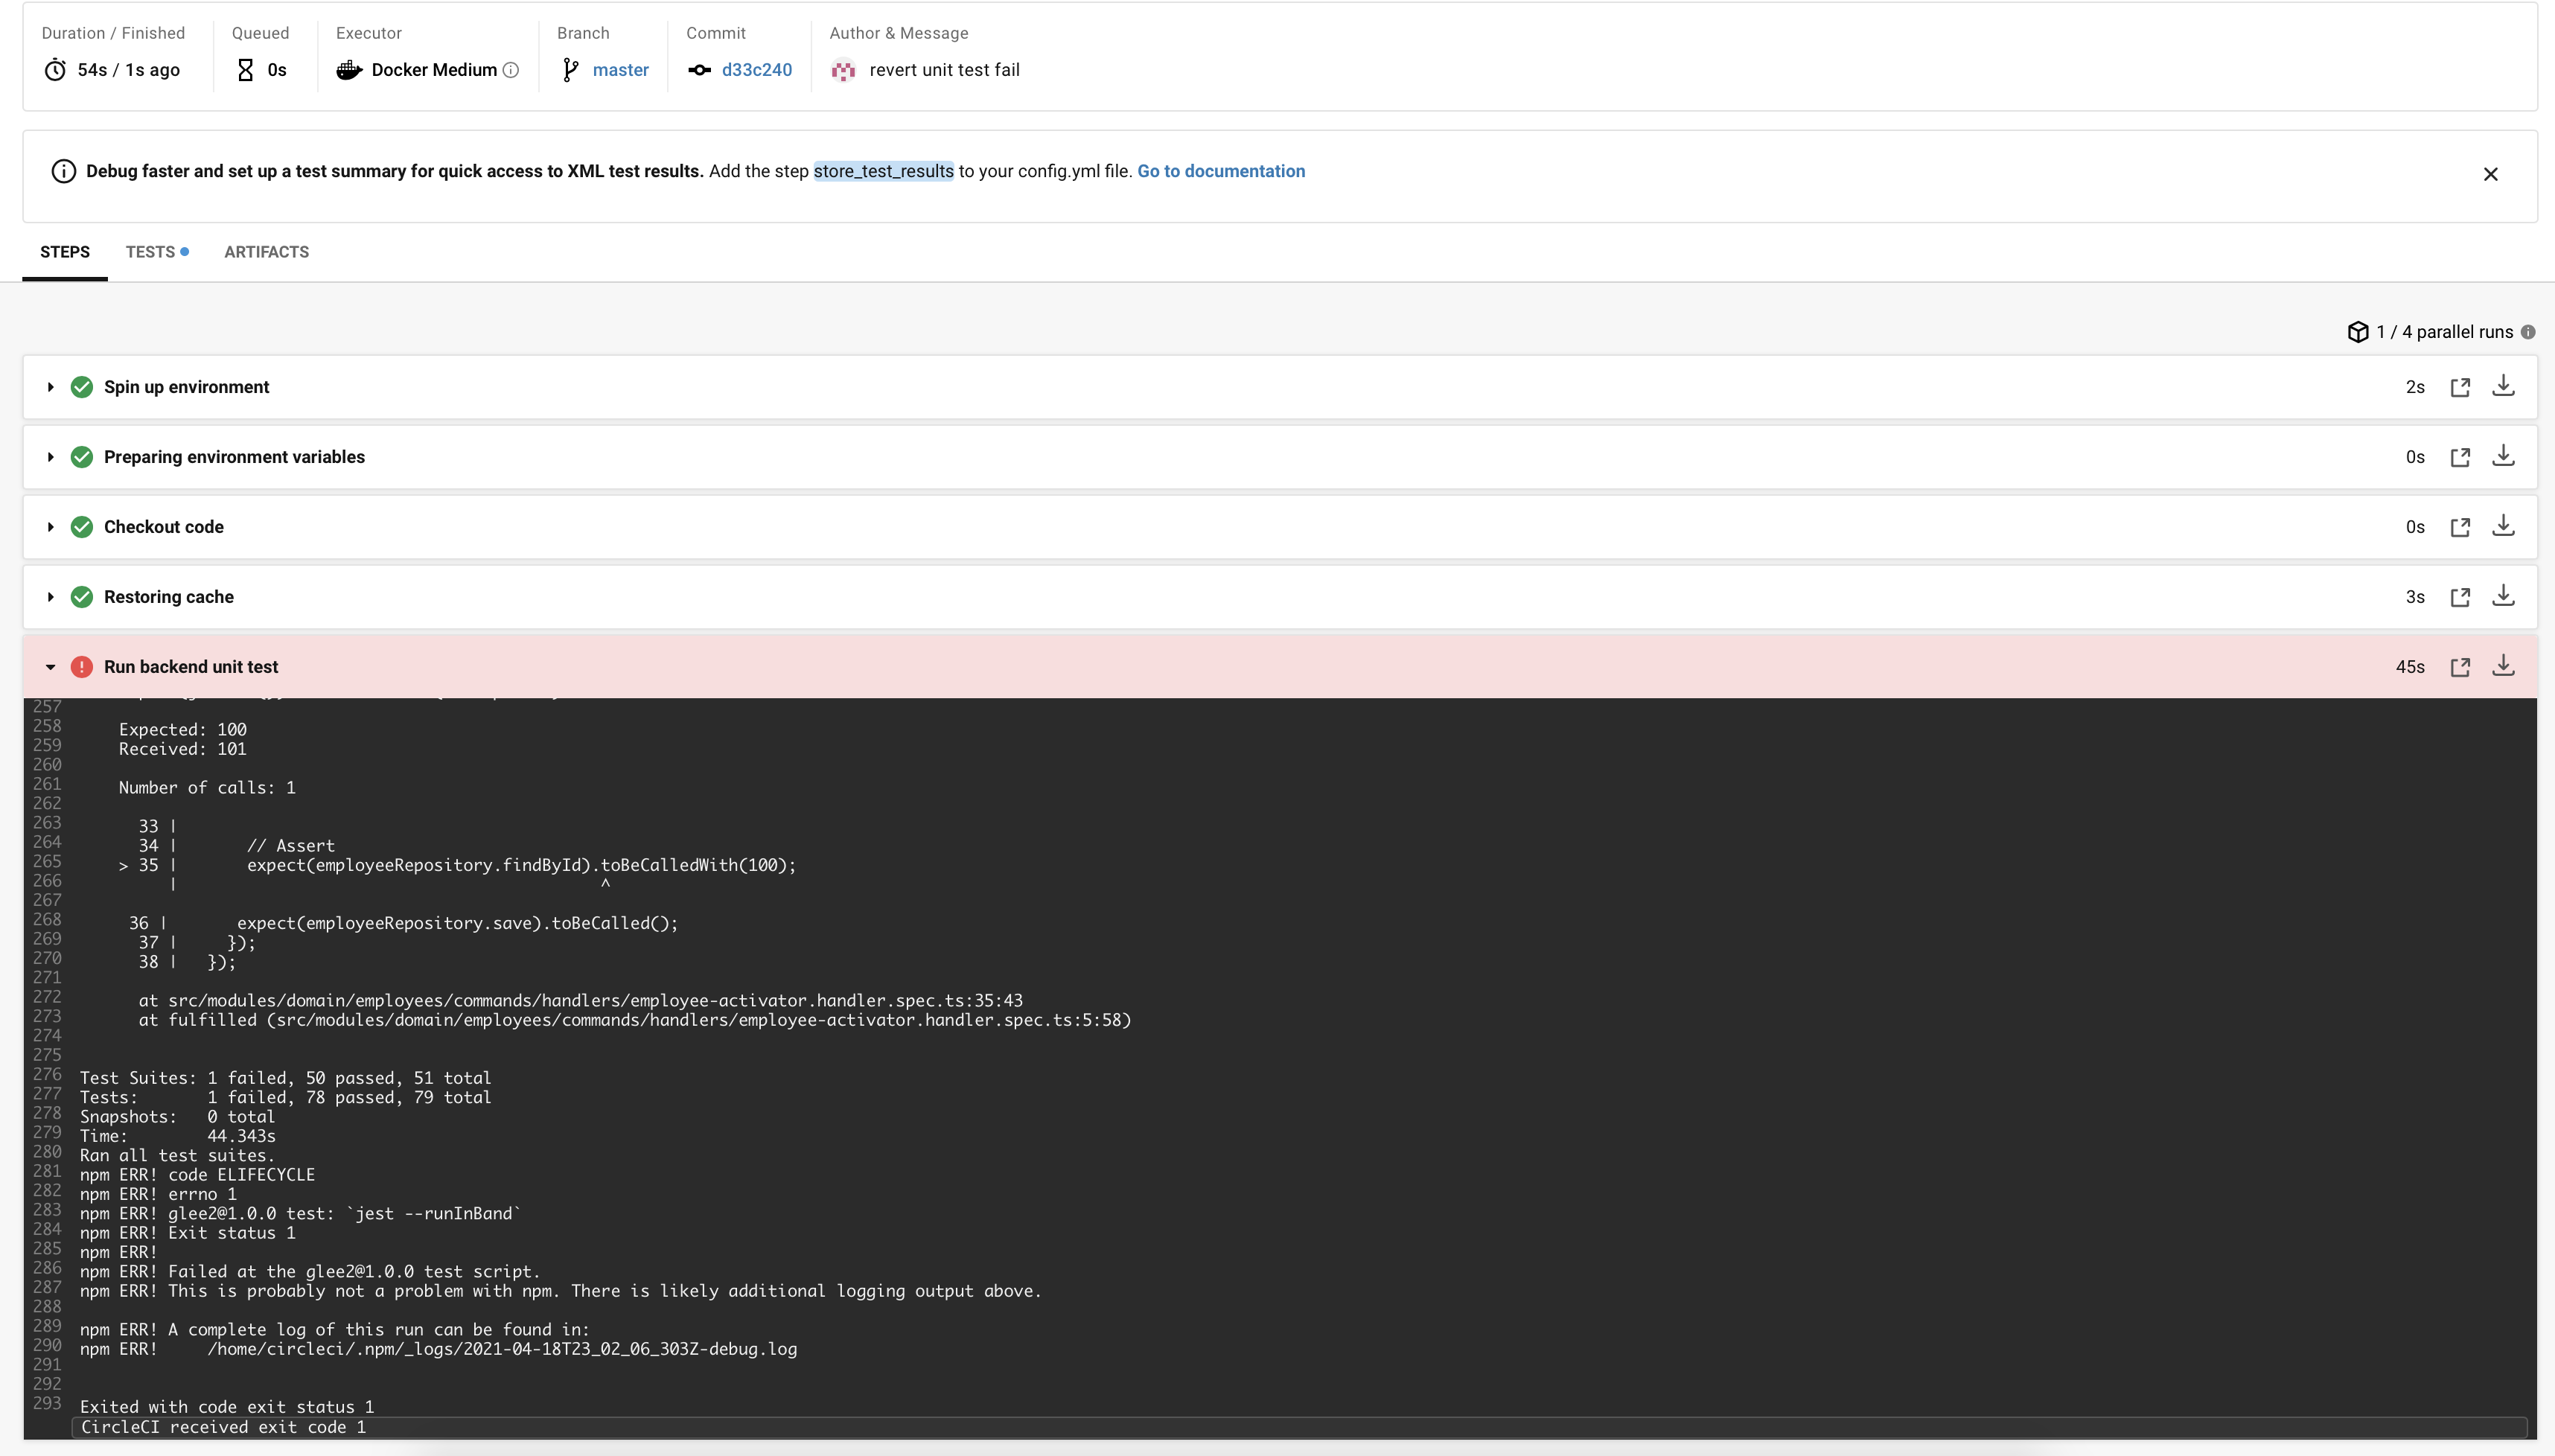 Duration / Finished
54s / 1s ago
Queued
0s
Executor
Docker Medium
Branch
master
Commit
d33c240
Author & Message
revert unit test fail
Debug faster and set up a test summary for quick access to XML test results. Add the step store_test_results to your config.yml file. Go to documentation
STEPS TESTS ARTIFACTS
1 / 4 parallel runs
Spin up environment 2s
Preparing environment variables 0s
Checkout code 0s
Restoring cache 3s
Run backend unit test 45s
257
258 Expected: 100
259 Received: 101
260
261 Number of calls: 1
262
263 33 |
264 34 | // Assert
265 > 35 | expect(employeeRepository.findById).toBeCalledWith(100);
266 | ^
267
268 36 | expect(employeeRepository.save).toBeCalled();
269 37 | });
270 38 | });
271
272 at src/modules/domain/employees/commands/handlers/employee-activator.handler.spec.ts:35:43
273 at fulfilled (src/modules/domain/employees/commands/handlers/employee-activator.handler.spec.ts:5:58)
274
275
276 Test Suites: 1 failed, 50 passed, 51 total
277 Tests: 1 failed, 78 passed, 79 total
278 Snapshots: 0 total
279 Time: 44.343s
280 Ran all test suites.
281 npm ERR! code ELIFECYCLE
282 npm ERR! errno 1
283 npm ERR! glee2@1.0.0 test: `jest --runInBand`
284 npm ERR! Exit status 1
285 npm ERR!
286 npm ERR! Failed at the glee2@1.0.0 test script.
287 npm ERR! This is probably not a problem with npm. There is likely additional logging output above.
288
289 npm ERR! A complete log of this run can be found in:
290 npm ERR! /home/circleci/.npm/_logs/2021-04-18T23_02_06_303Z-debug.log
291
292
293 Exited with code exit status 1
CircleCI received exit code 1